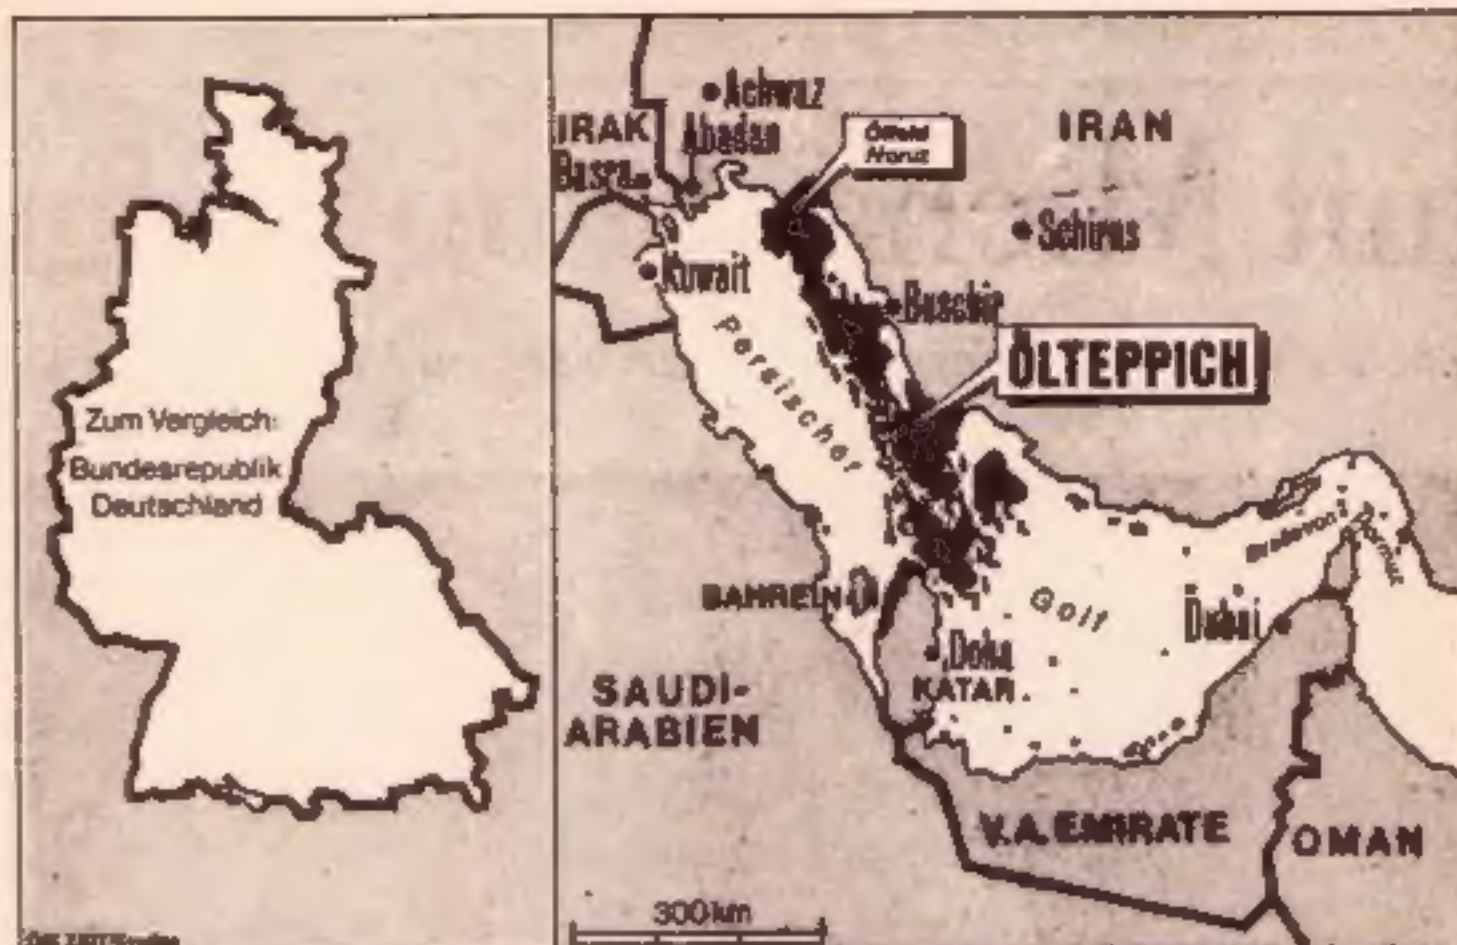 Zum Vergleich:
Bundesrepublik
Deutschland
Achwaz
IRAK
Abadan
Basra
Ölfeld
IRAN
Schiras
Kuwait
Buschir
ÖLTEPPICH
Persischer
Golf
BAHREIN
Doha
KATAR
Dubai
SAUDI-
ARABIEN
V.A. EMIRATE
OMAN
300 km